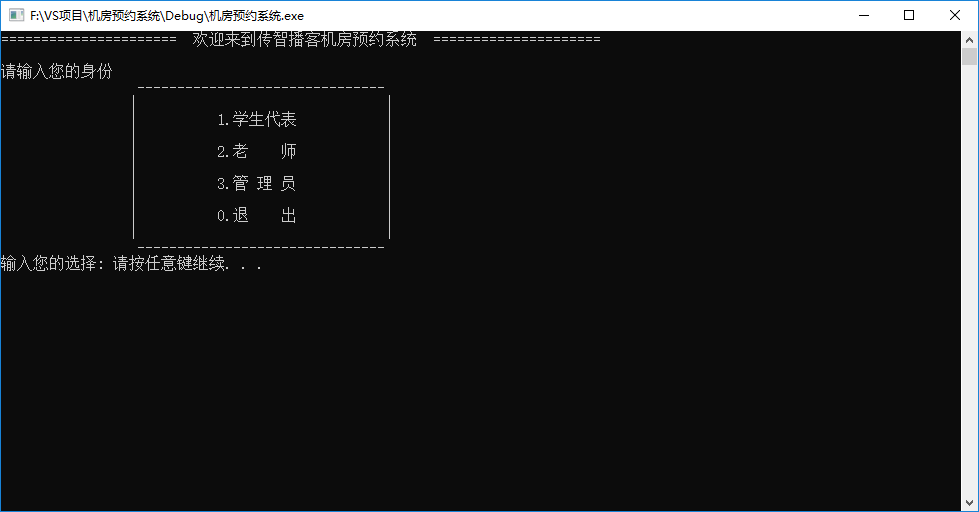 F:\VS项目\机房预约系统\Debug\机房预约系统.exe
====================== 欢迎来到传智播客机房预约系统 =====================
请输入您的身份
-------------------------------
1.学生代表
2.老 师
3.管 理 员
0.退 出
-------------------------------
输入您的选择: 请按任意键继续. . .